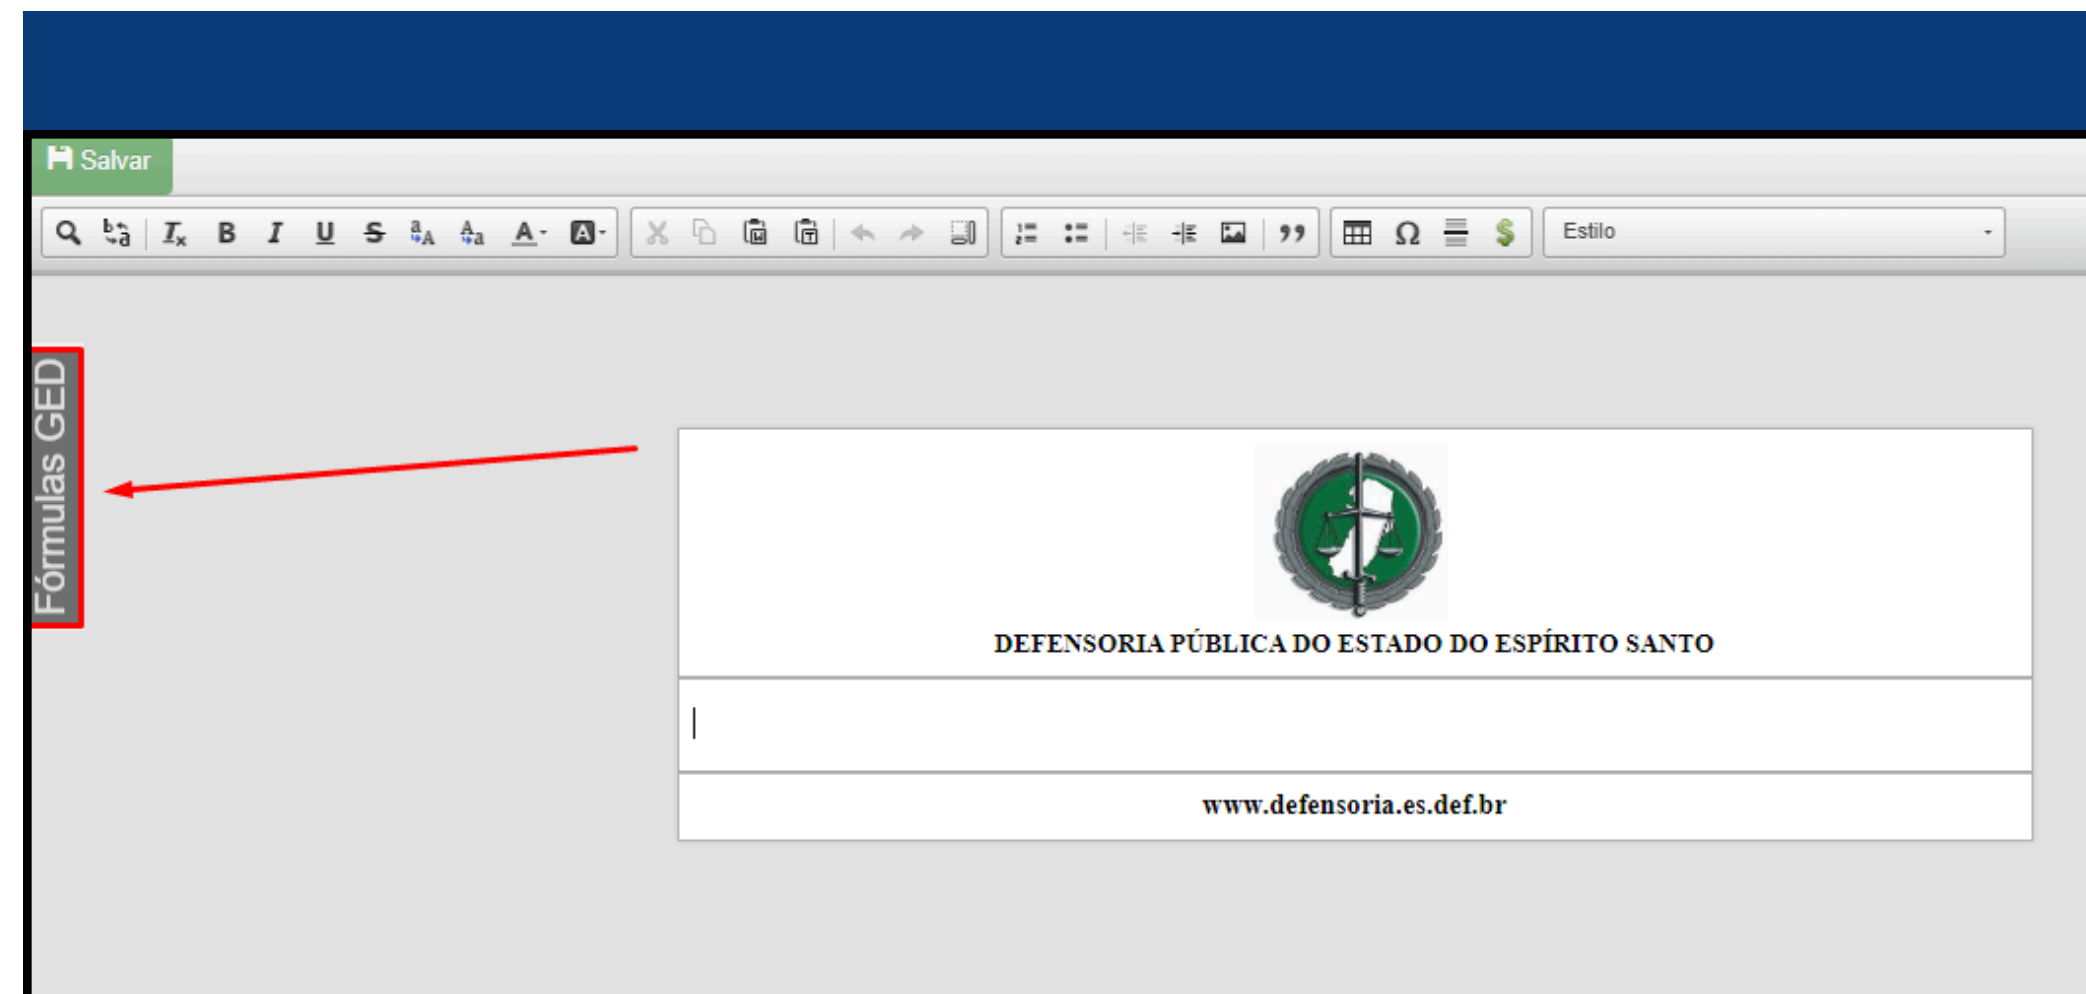 Salvar
Estilo
Fórmulas GED
DEFENSORIA PÚBLICA DO ESTADO DO ESPÍRITO SANTO
www.defensoria.es.def.br